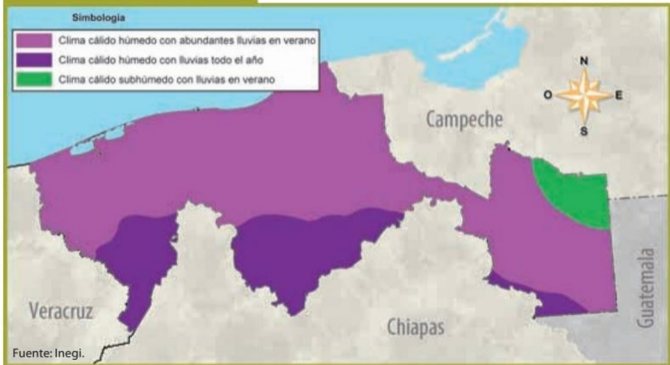 Simbología
Clima cálido húmedo con abundantes lluvias en verano
Clima cálido húmedo con lluvias todo el año
Clima cálido subhúmedo con lluvias en verano
N
O
E
S
Campeche
Guatemala
Veracruz
Chiapas
Fuente: Inegi.